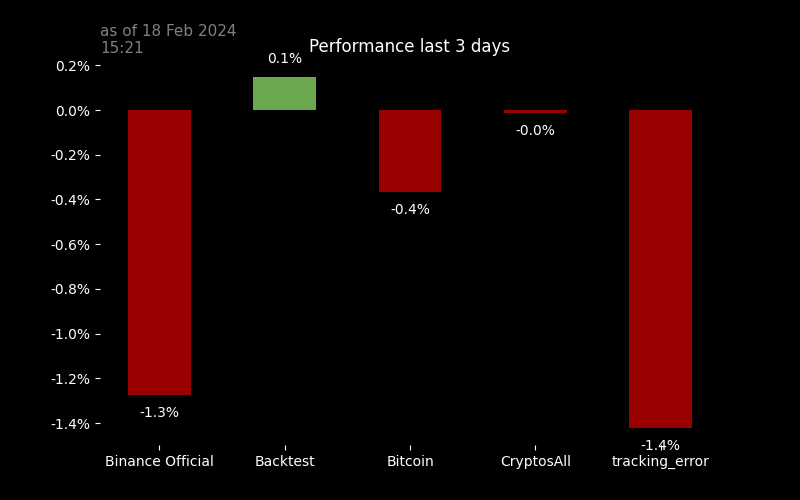 as of 18 Feb 2024
15:21
Performance last 3 days
0.1%
0.2%
0.0%
-0.2%
-0.4%
-0.6%
-0.8%
-1.0%
-1.2%
-1.4%
-0.0%
-0.4%
-1.3%
-1.4%
Binance Official
Backtest
Bitcoin
CryptosAll
tracking_error